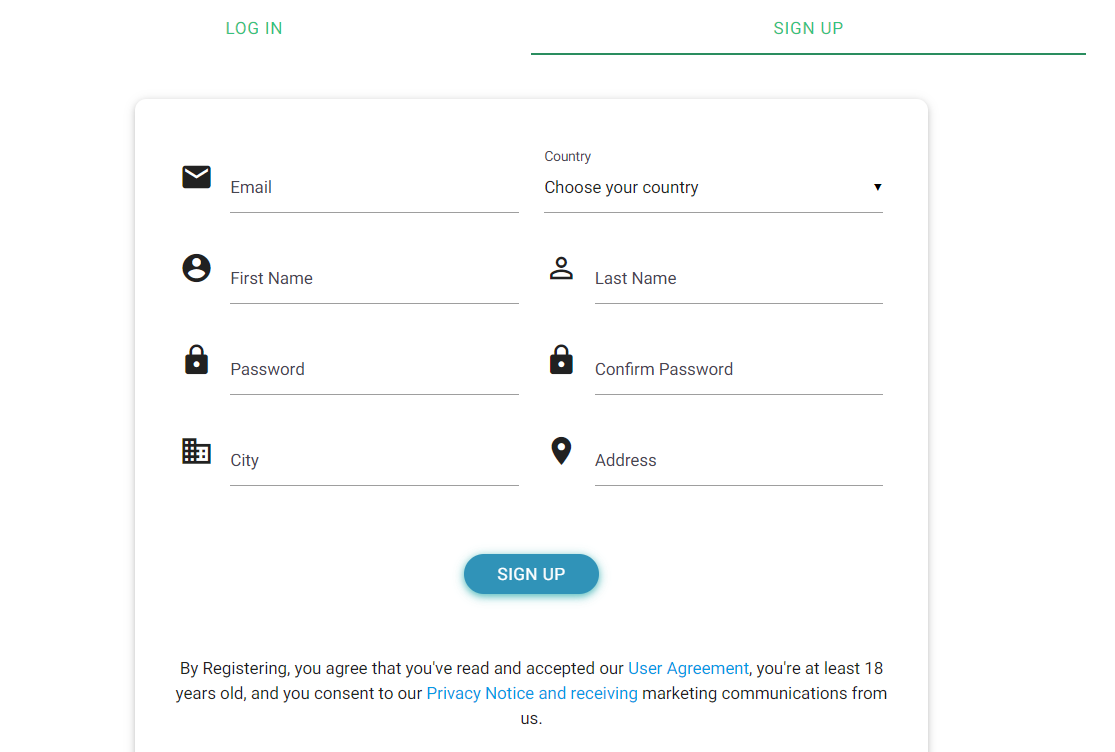 LOG IN
SIGN UP
Country
Email
Choose your country
First Name
Last Name
Password
Confirm Password
City
Address
SIGN UP
By Registering, you agree that you've read and accepted our User Agreement, you're at least 18
years old, and you consent to our Privacy Notice and receiving marketing communications from
us.